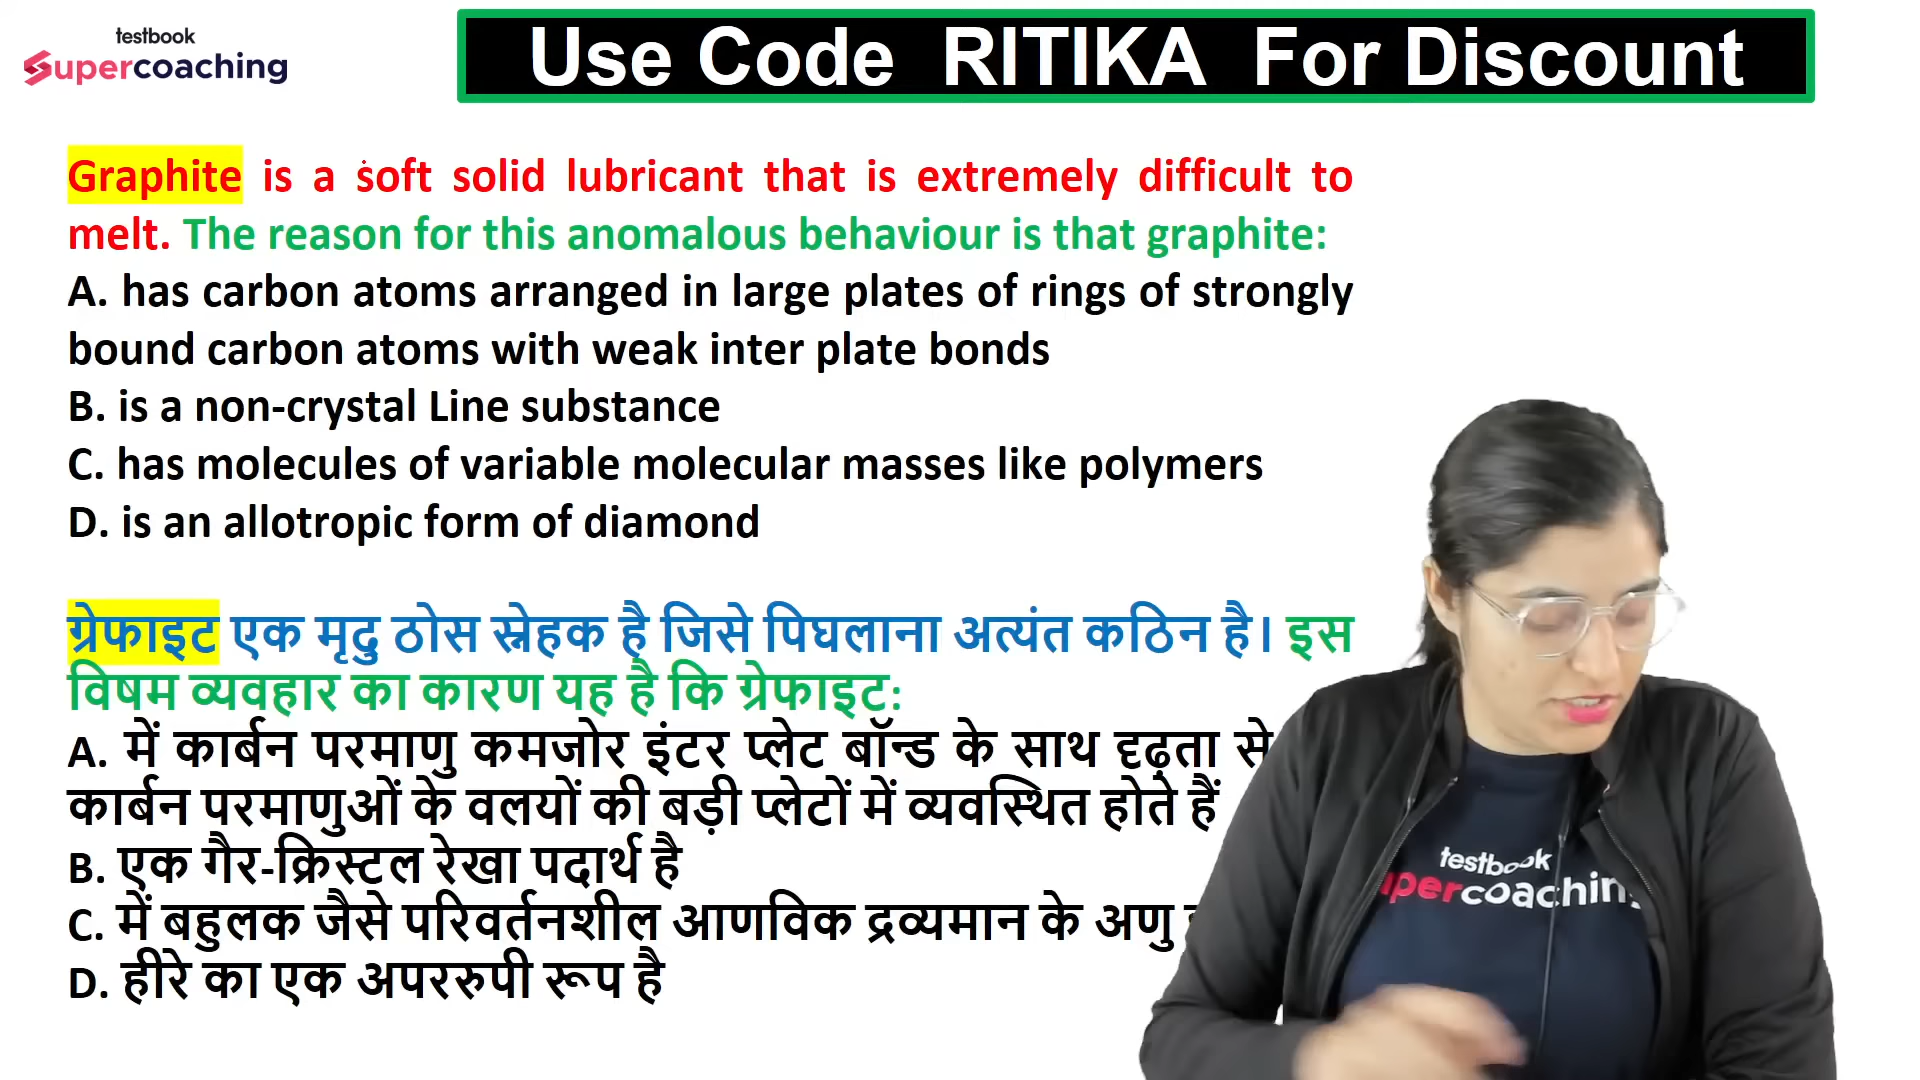 testbook
Supercoaching
Use Code RITIKA For Discount
Graphite is a soft solid lubricant that is extremely difficult to
melt. The reason for this anomalous behaviour is that graphite:
A. has carbon atoms arranged in large plates of rings of strongly
bound carbon atoms with weak inter plate bonds
B. is a non-crystal Line substance
C. has molecules of variable molecular masses like polymers
D. is an allotropic form of diamond
ग्रेफाइट एक मृदु ठोस स्नेहक है जिसे पिघलाना अत्यंत कठिन है। इस
विषम व्यवहार का कारण यह है कि ग्रेफाइट:
A. में कार्बन परमाणु कमजोर इंटर प्लेट बॉन्ड के साथ दृढ़ता से
कार्बन परमाणुओं के वलयों की बड़ी प्लेटों में व्यवस्थित होते हैं
B. एक गैर-क्रिस्टल रेखा पदार्थ है
C. में बहुलक जैसे परिवर्तनशील आणविक द्रव्यमान के अणु
D. हीरे का एक अपररुपी रूप है
testbook
upercoaching